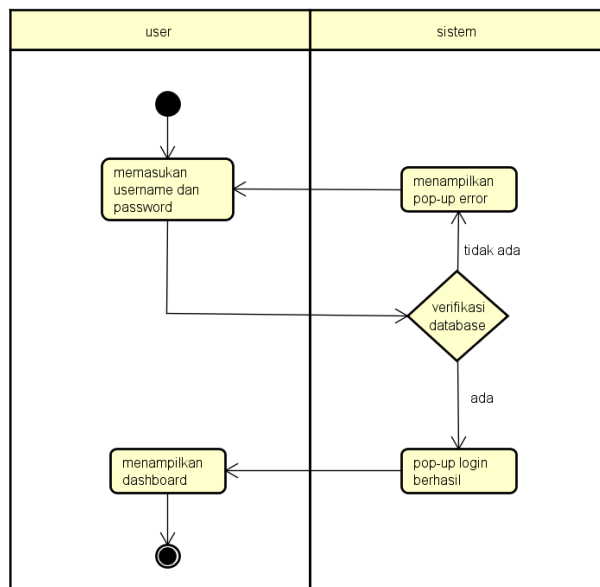 user
sistem
memasukan
username dan
password
menampilkan
pop-up error
tidak ada
verifikasi
database
ada
menampilkan
dashboard
pop-up login
berhasil